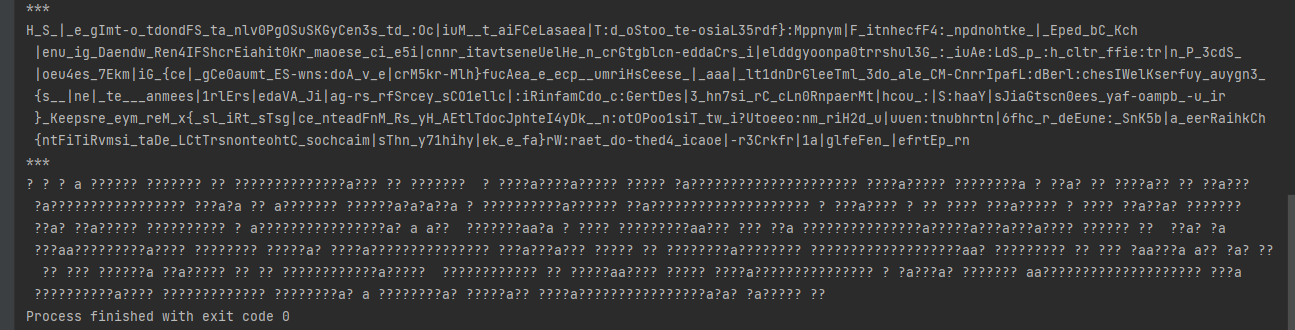 ***
H_S_|_e_gImt-o_tdondFS_ta_nlv0PgOSuSKGyCen3s_td_:Oc|iuM__t_aiFCeLasaea|T:d_oStoo_te-osiaL35rdf}:Mppnym|F_itnhecfF4:_npdnohtke_|_Eped_bC_Kch
|enu_ig_Daendw_Ren4IFShcrEiahit0Kr_maoese_ci_e5i|cnnr_itavtseneUelHe_n_crGtgblcn-eddaCrs_i|elddgyoonpa0trrshul3G_:_iuAe:LdS_p_:h_cltr_ffie:tr|n_P_3cdS_
|oeu4es_7Ekm|iG_{ce|_gCe0aumt_ES-wns:doA_v_e|crM5kr-Mlh}fucAea_e_ecp__umriHsCeese_|_aaa|_lt1dnDrGleeTml_3do_ale_CM-CnrrIpafL:dBerl:chesIWelKserfuy_auygn3_
{s__|ne|_te___anmees|1rlErs|edaVA_Ji|ag-rs_rfSrcey_sCO1ellc|:iRinfamCdo_c:GertDes|3_hn7si_rC_cLn0RnpaerMt|hcou_:|S:haaY|sJiaGtscnOees_yaf-oampb_-u_ir
}_Keepsre_eym_reM_x{_sl_iRt_sTsg|ce_nteadFnM_Rs_yH_AEtlTdocJphteI4yDk__n:otOPoo1siT_tw_i?Utoeeo:nm_riH2d_u|uuen:tnubhrtn|6fhc_r_deEune:_SnK5b|a_eerRaihkCh
{ntFiTiRvmsi_taDe_LCtTrsnonteohtC_sochcaim|sThn_y71hihy|ek_e_fa}rW:raet_do-thed4_icaoe|-r3Crkfr|1a|glfeFen_|efrtEp_rn
***
? ? ? a ?????? ??????? ?? ??????????????a??? ?? ???????  ? ????a????a????? ????? ?a????????????????????? ????a????? ????????a ? ??a? ?? ????a?? ?? ??a???
?a????????????????? ???a?a ?? a??????? ??????a?a?a??a ? ??????????a?????? ??a???????????????????? ? ???a???? ? ?? ???? ???a????? ? ???? ??a??a? ???????
??a? ??a????? ?????????? ? a????????????????a? a a??  ???????aa?a ? ???? ?????????aa??? ??? ??a ???????????????a?????a???a???a???? ?????? ??  ??a? ?a
???aa?????????a???? ???????? ?????a? ????a?????????????????? ???a???a??? ????? ?? ????????a??????? ???????????????????aa? ????????? ?? ??? ?aa???a a?? ?a? ??
?? ??? ??????a ??a????? ?? ?? ????????????a?????  ???????????? ?? ?????aa???? ????? ????a??????????????? ? ?a???a? ??????? aa???????????????????? ???a
??????????a???? ????????????? ????????a? a ????????a? ?????a?? ????a????????????????a?a? ?a????? ??
Process finished with exit code 0